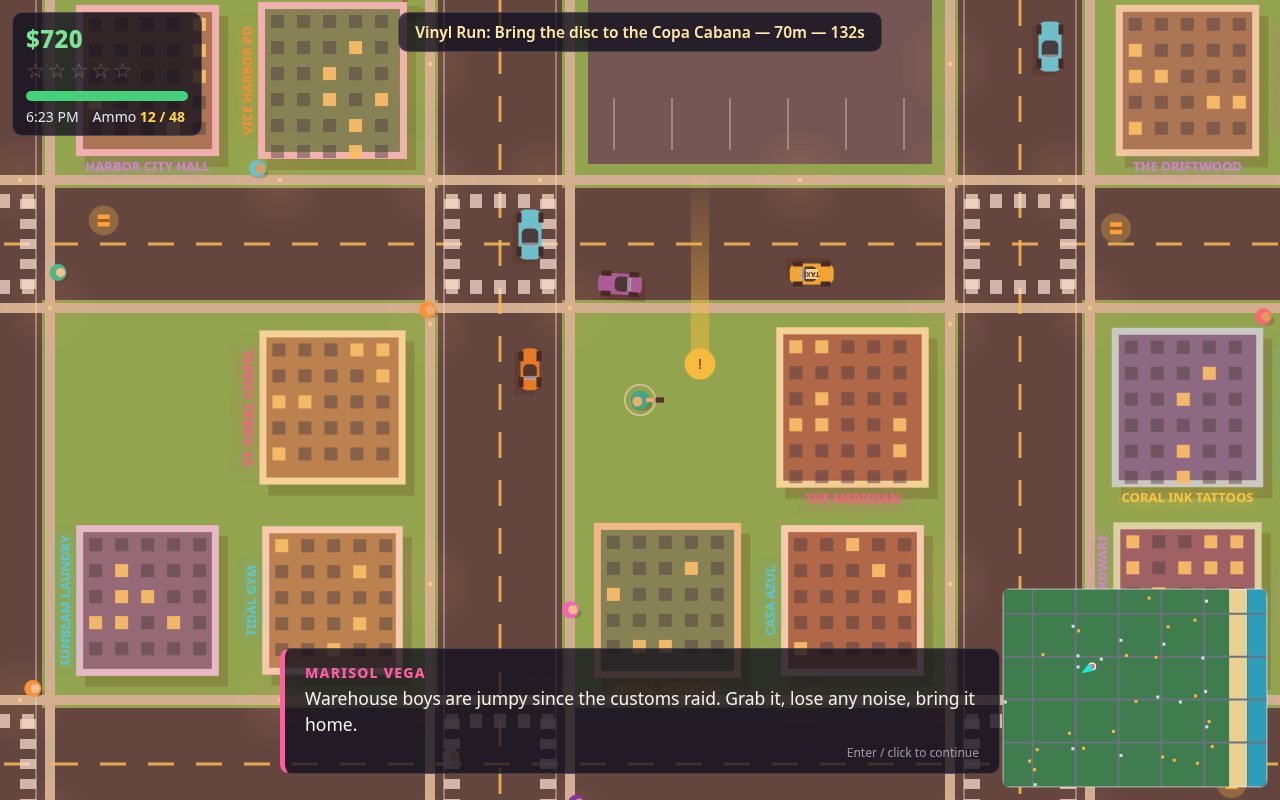 $720
6:23 PM Ammo 12 / 48
Vinyl Run: Bring the disc to the Copa Cabana — 70m — 132s
VICE HARBOR PD
HARBOR CITY HALL
THE DRIFTWOOD
TAXI
!
THE MERIDIAN
CORAL INK TATTOOS
SUNBEAM LAUNDRY
TIDAL GYM
CASA AZUL
MARISOL VEGA
Warehouse boys are jumpy since the customs raid. Grab it, lose any noise, bring it
home.
Enter / click to continue